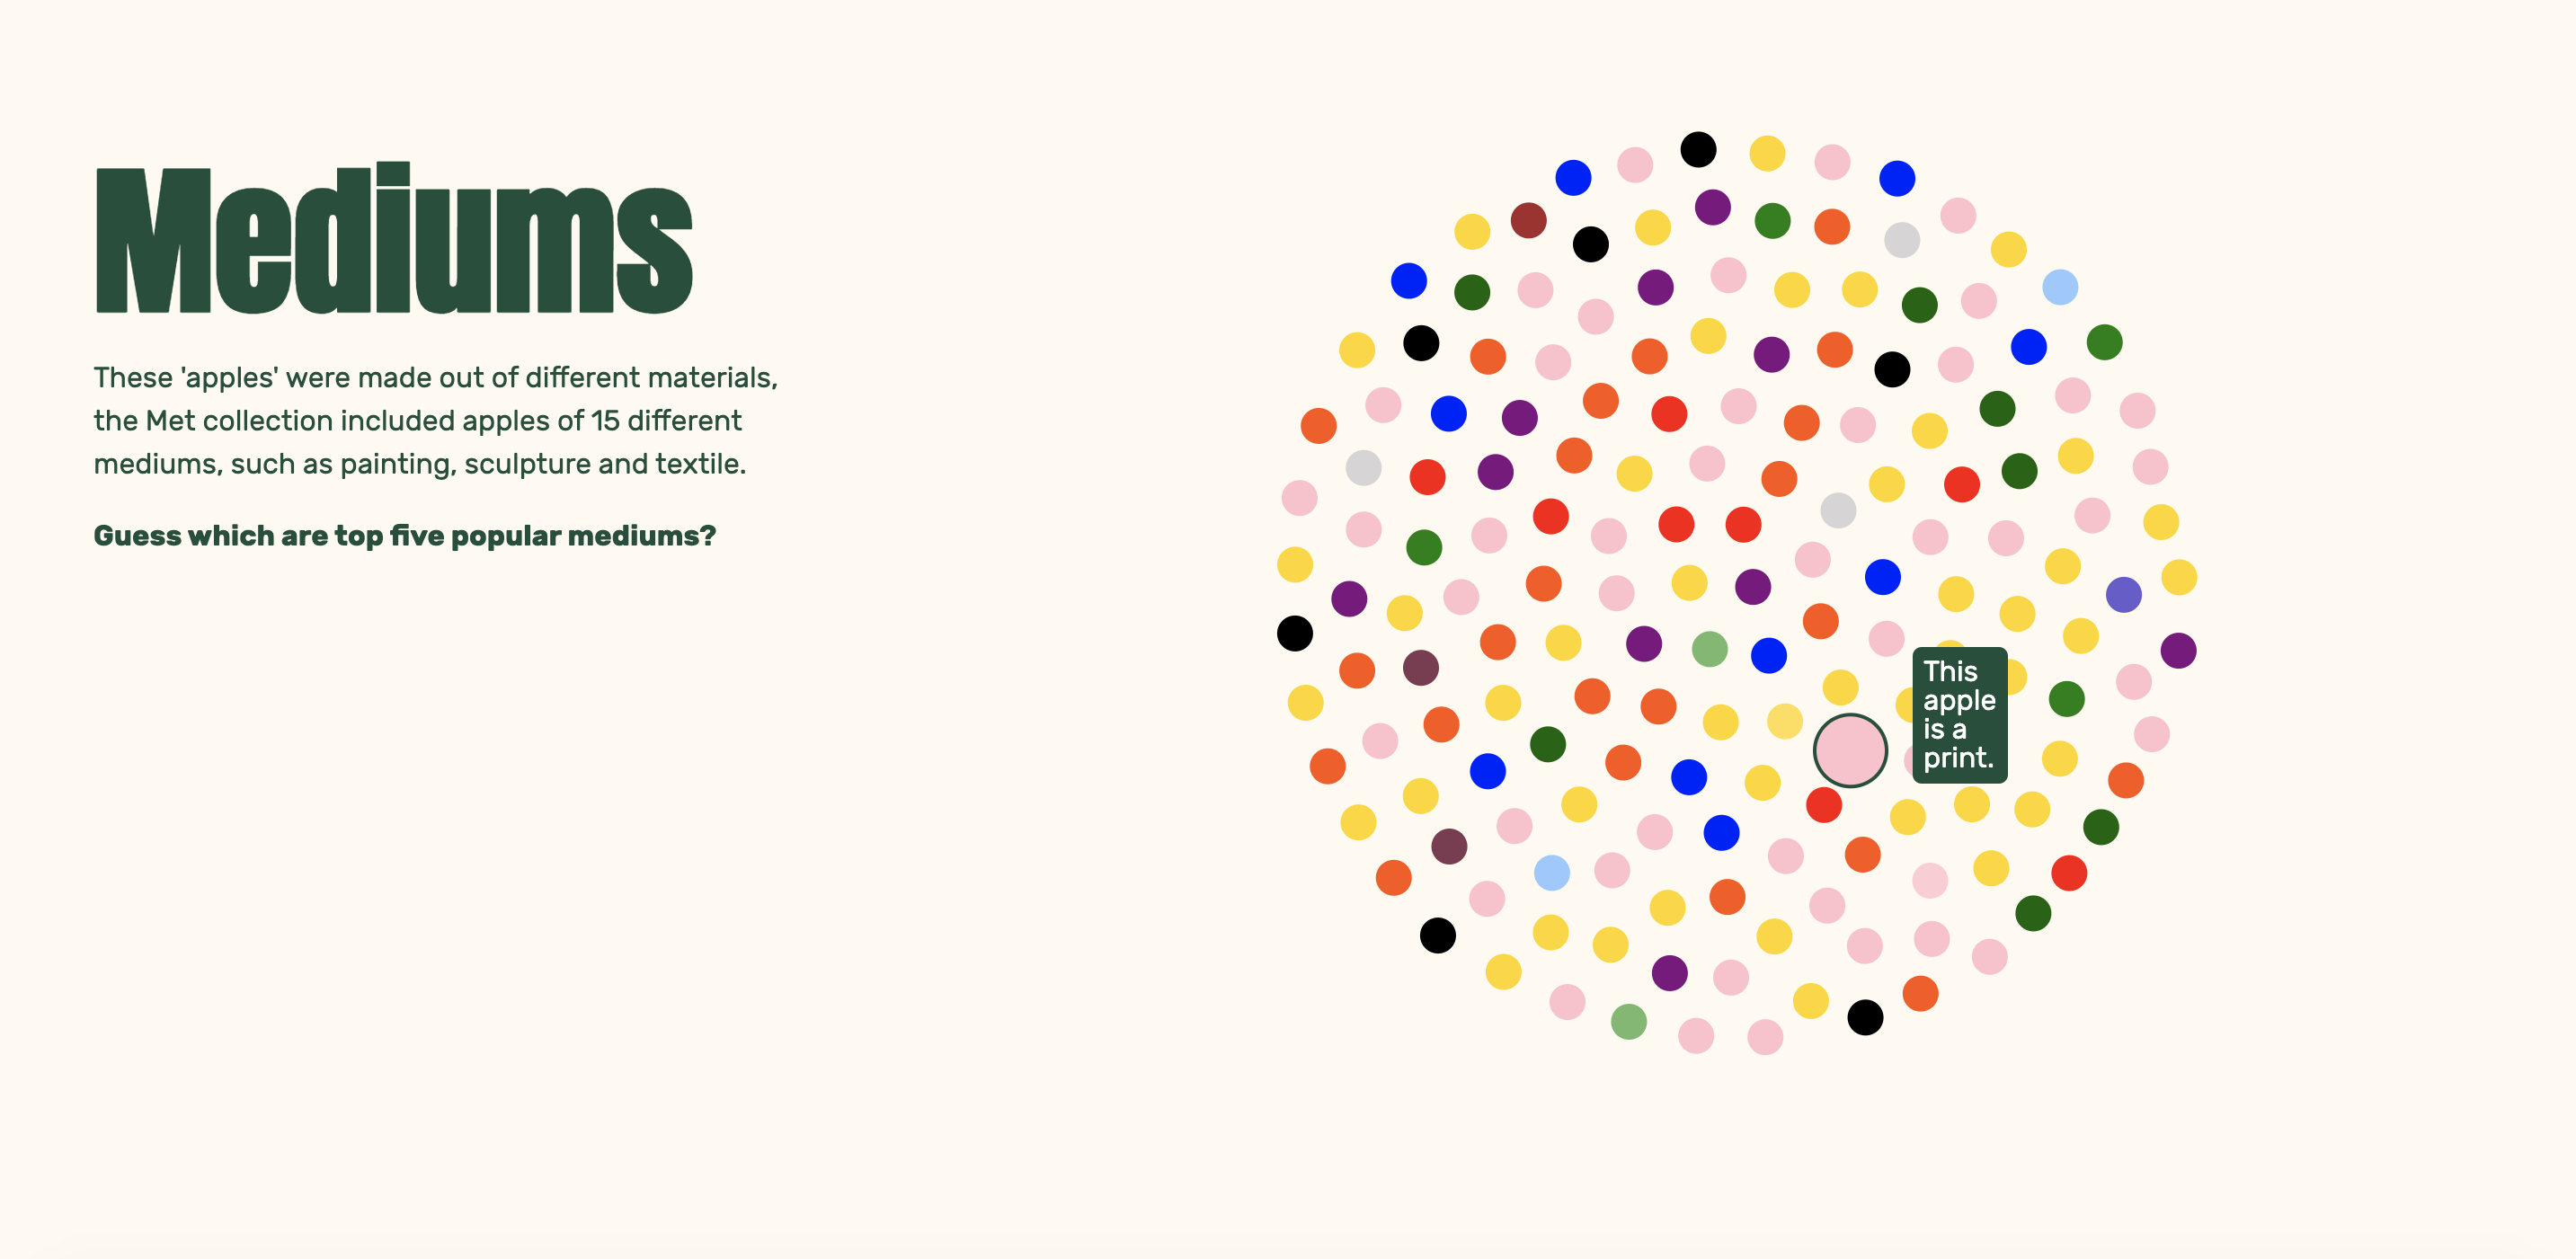 Mediums
These 'apples' were made out of different materials,
the Met collection included apples of 15 different
mediums, such as painting, sculpture and textile.
Guess which are top five popular mediums?
This
apple
is a
print.